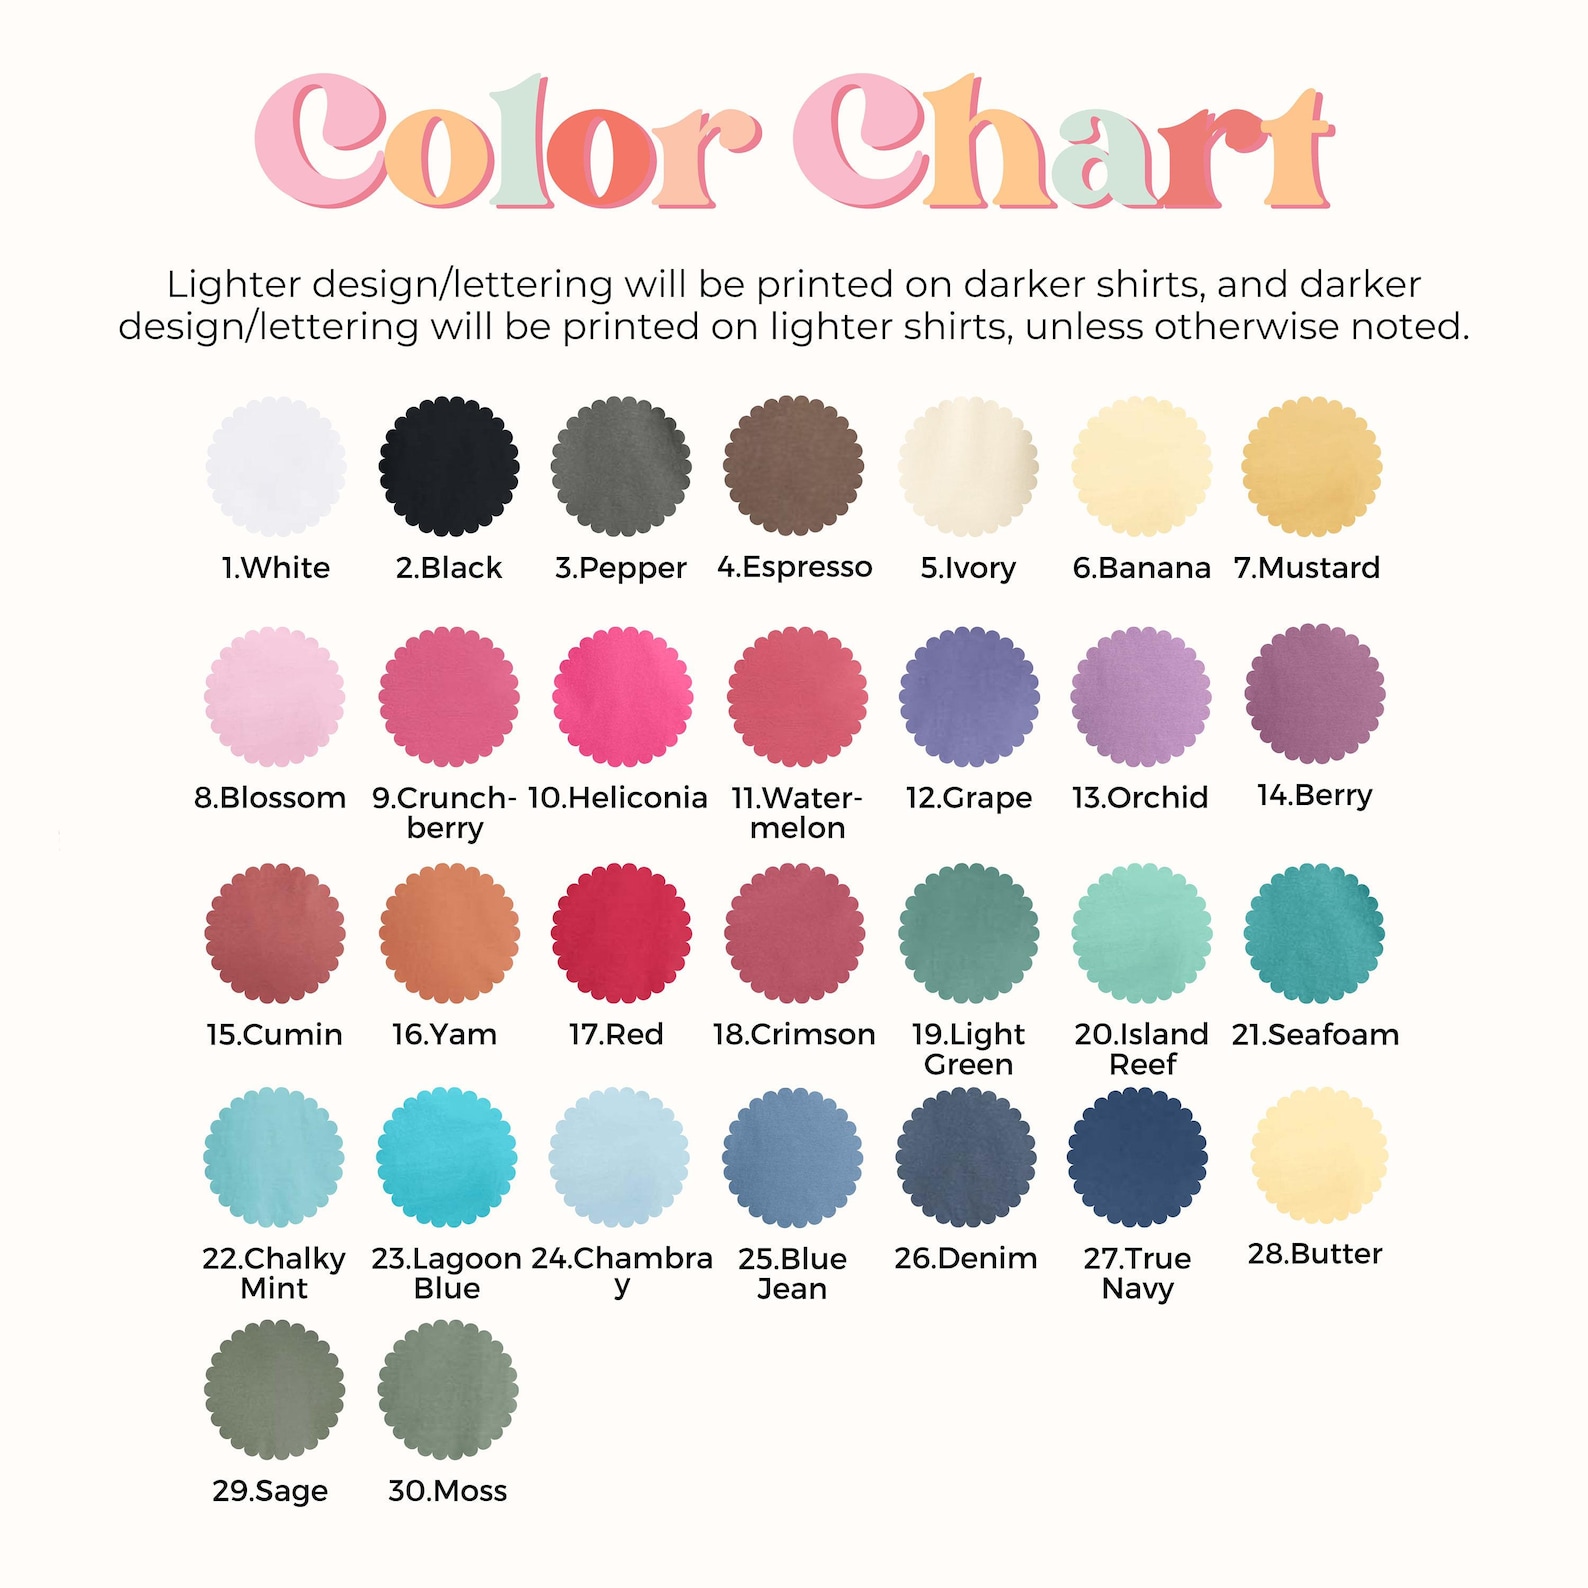 Color Chart
Lighter design/lettering will be printed on darker shirts, and darker
design/lettering will be printed on lighter shirts, unless otherwise noted.
1.White
2.Black
3.Pepper
4.Espresso
5.Ivory
6.Banana
7.Mustard
8.Blossom
9.Crunch-
berry
10.Heliconia
11.Water-
melon
12.Grape
13.Orchid
14.Berry
15.Cumin
16.Yam
17.Red
18.Crimson
19.Light
Green
20.Island
Reef
21.Seafoam
22.Chalky
Mint
23.Lagoon
Blue
24.Chambra
y
25.Blue
Jean
26.Denim
27.True
Navy
28.Butter
29.Sage
30.Moss